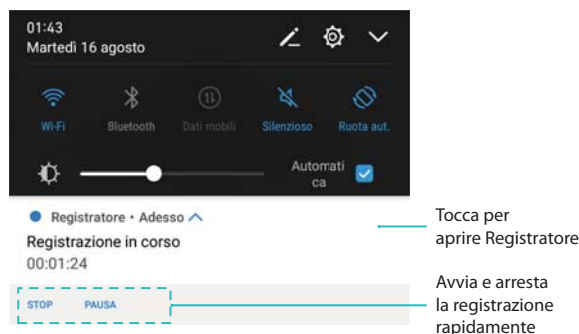 01:43
Martedì 16 agosto
Wi-Fi
Bluetooth
Dati mobili
Silenzioso
Ruota aut.
Automati
ca
Registratore • Adesso
Registrazione in corso
00:01:24
STOP
PAUSA
Tocca per
aprire Registratore
Avvia e arresta
la registrazione
rapidamente